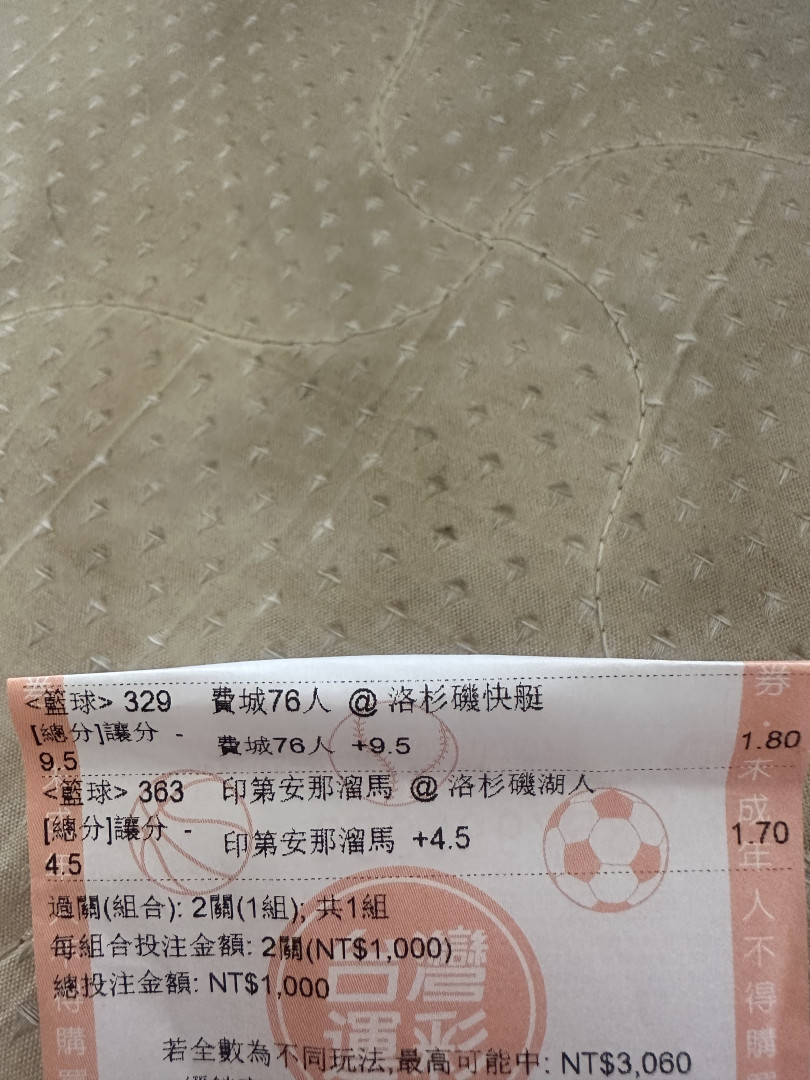 <籃球> 329 費城76人 @ 洛杉磯快艇
[總分]讓分 - 9.5 費城76人 +9.5 1.80
<籃球> 363 印第安那溜馬 @ 洛杉磯湖人
[總分]讓分 - 4.5 印第安那溜馬 +4.5 1.70
過關(組合): 2關(1組); 共1組
每組合投注金額: 2關(NT$1,000)
總投注金額: NT$1,000
若全數為不同玩法,最高可能中: NT$3,060
台灣
運彩
券・未成年人不得購買
券
得購